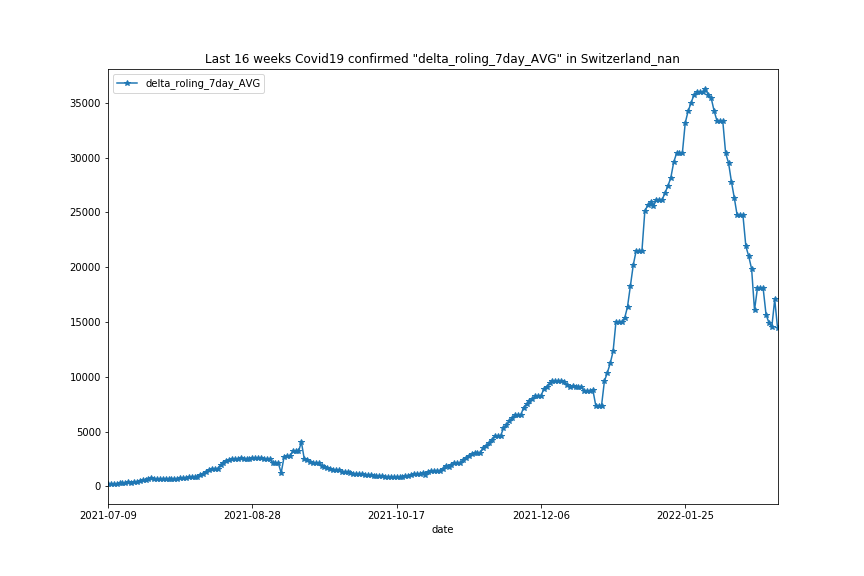 Last 16 weeks Covid19 confirmed "delta_roling_7day_AVG" in Switzerland_nan
delta_roling_7day_AVG
35000
30000
25000
20000
15000
10000
5000
0
2021-07-09 2021-08-28 2021-10-17 2021-12-06 2022-01-25
date